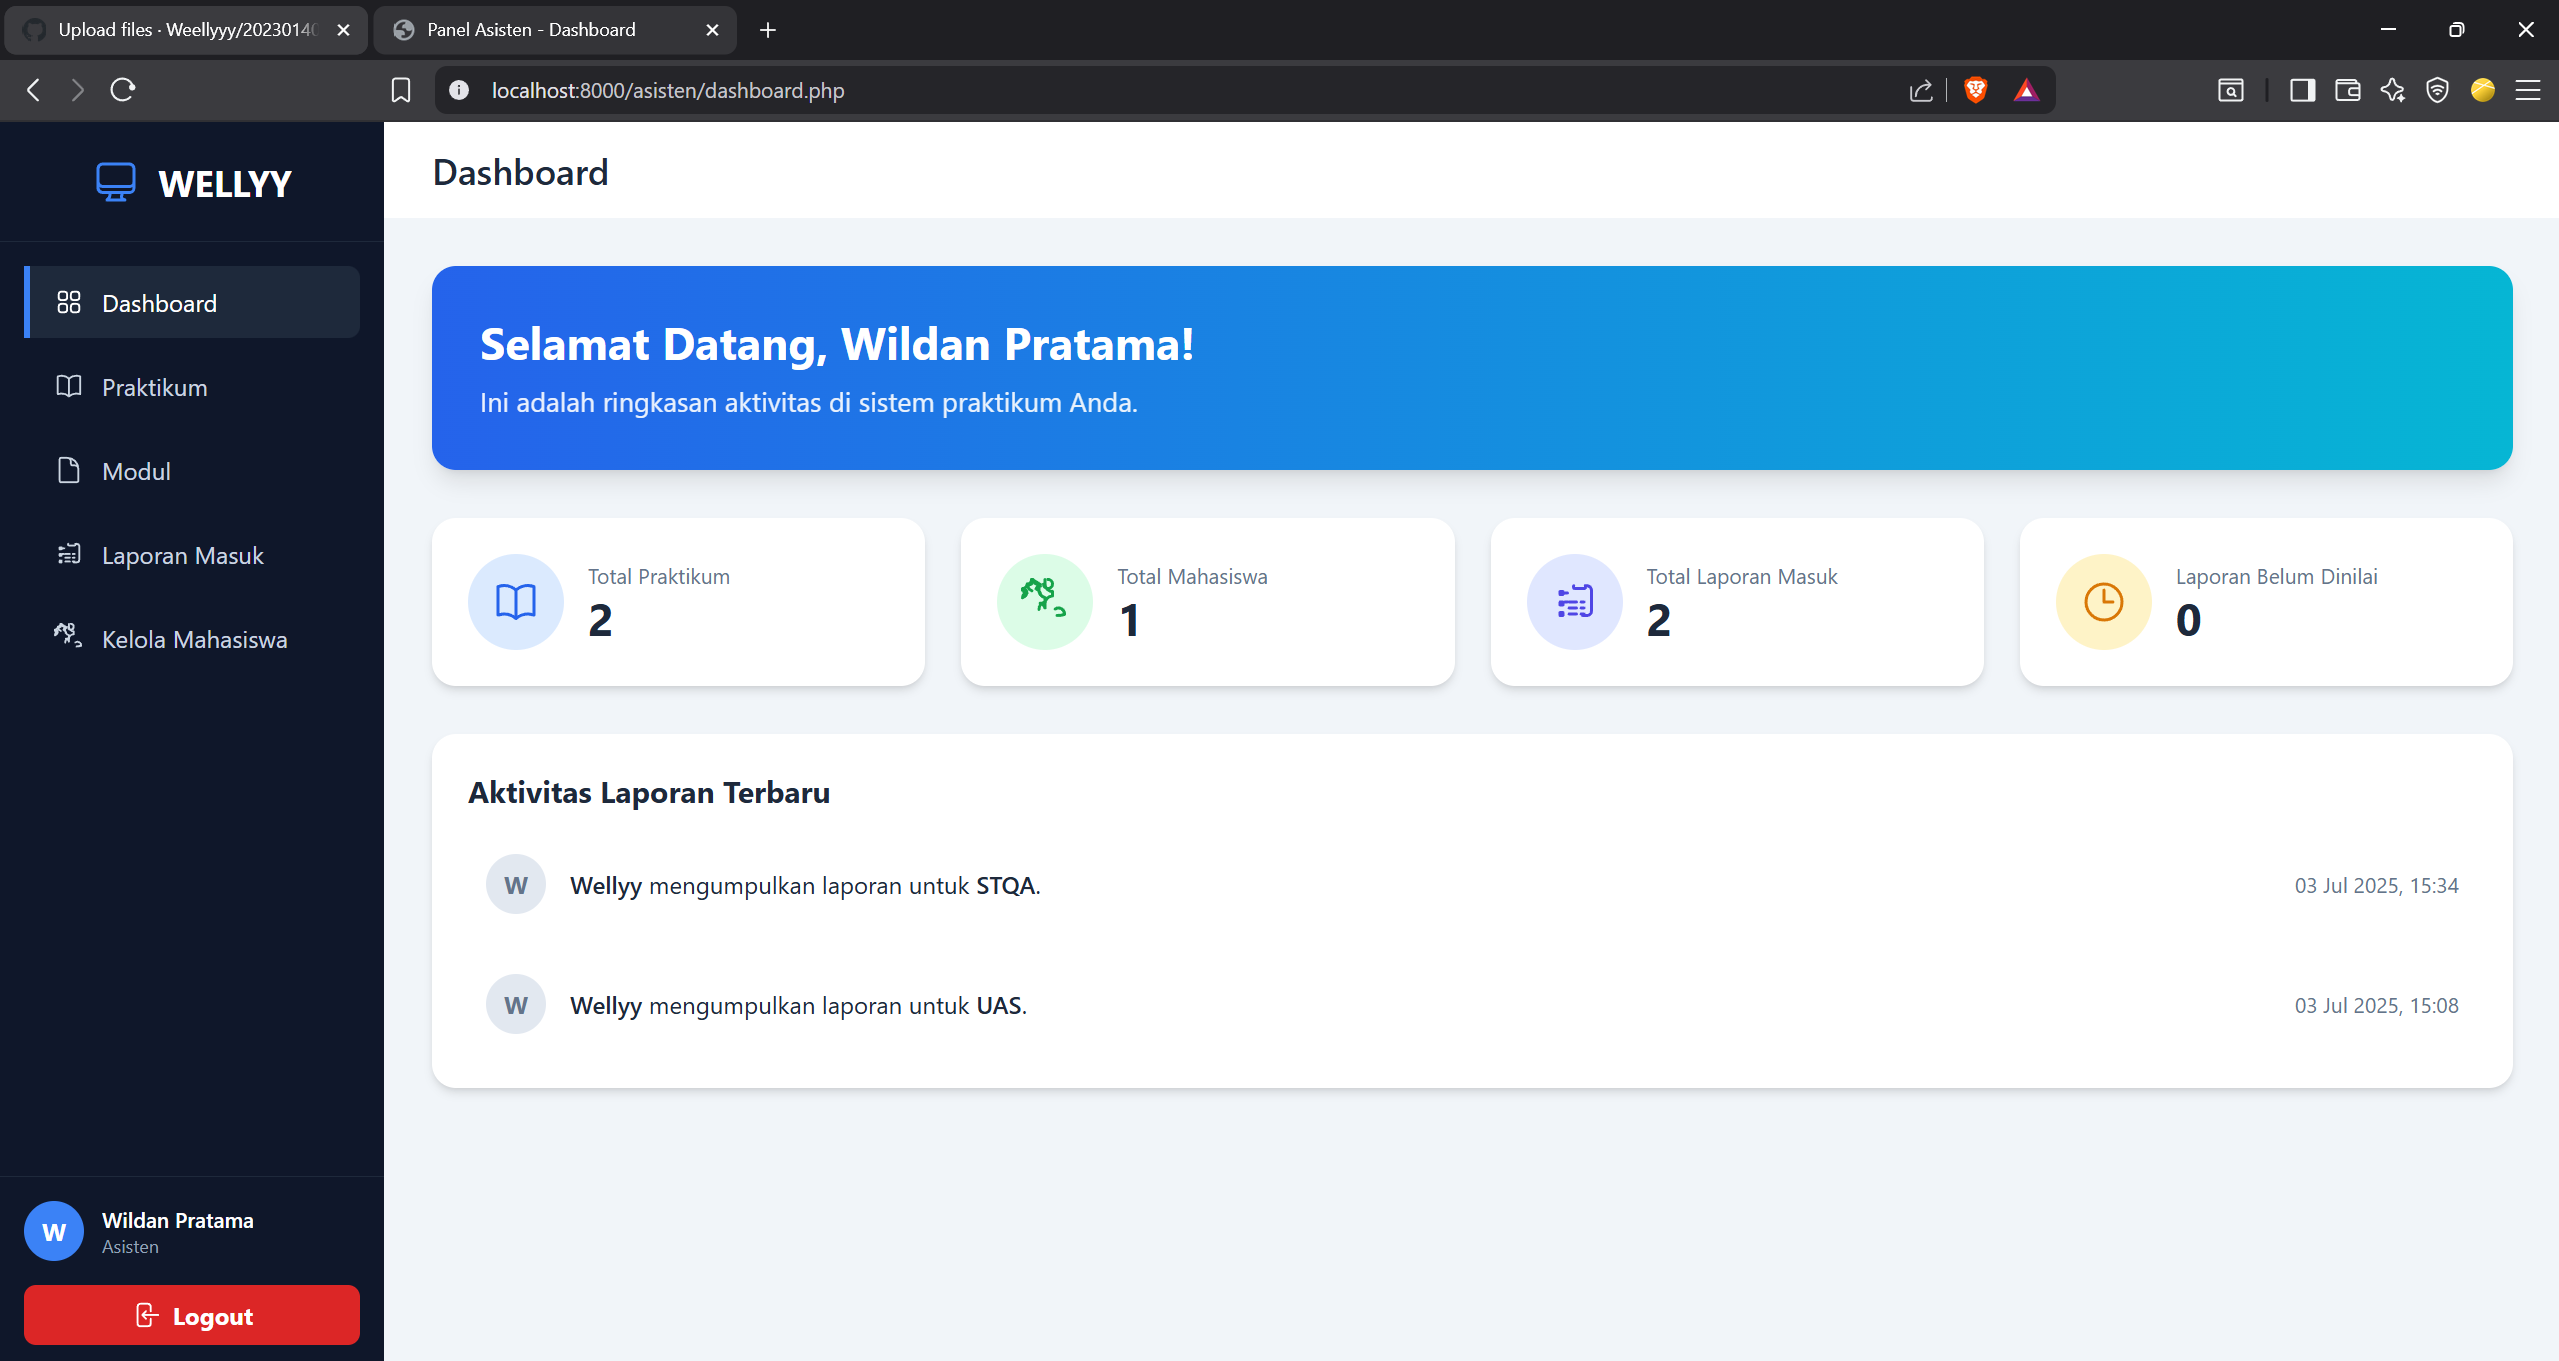 Upload files · Weellyyy/20230140
Panel Asisten - Dashboard
localhost:8000/asisten/dashboard.php
WELLYY
Dashboard
Praktikum
Modul
Laporan Masuk
Kelola Mahasiswa
Wildan Pratama
W
Asisten
Logout
Dashboard
Selamat Datang, Wildan Pratama!
Ini adalah ringkasan aktivitas di sistem praktikum Anda.
Total Praktikum
2
Total Mahasiswa
1
Total Laporan Masuk
2
Laporan Belum Dinilai
0
Aktivitas Laporan Terbaru
W Wellyy mengumpulkan laporan untuk STQA. 03 Jul 2025, 15:34
W Wellyy mengumpulkan laporan untuk UAS. 03 Jul 2025, 15:08